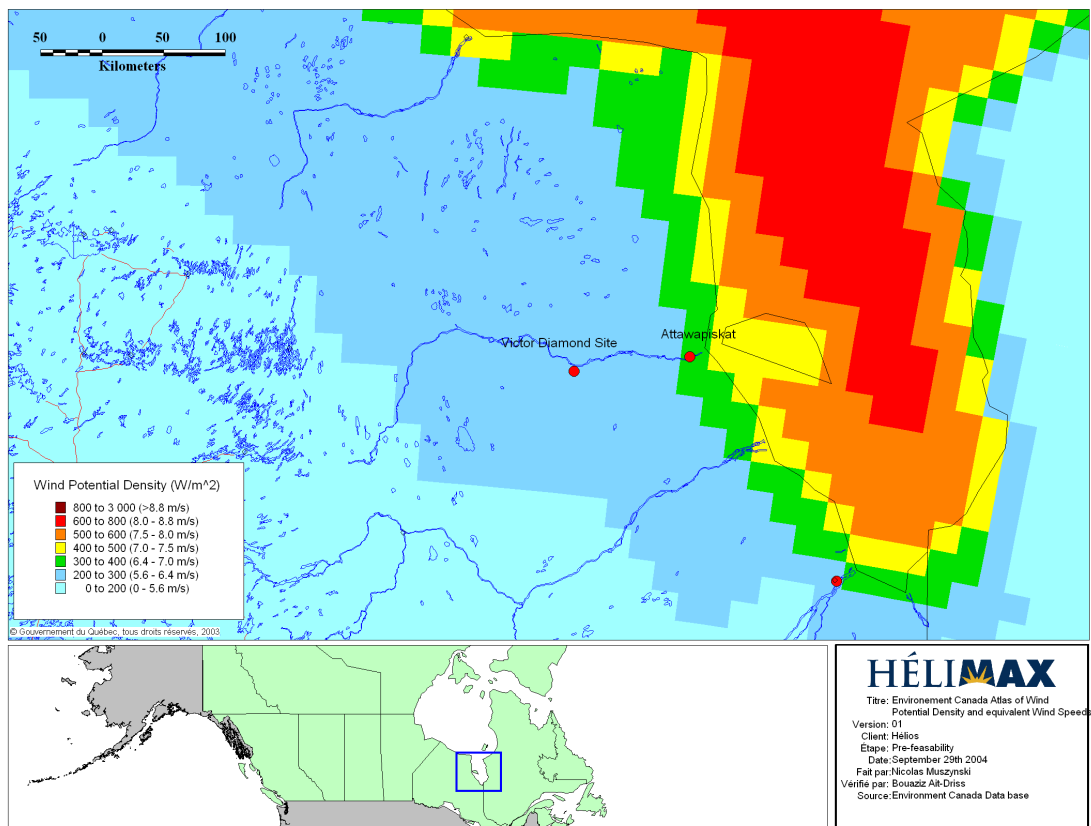 50 0 50 100
Kilometers
Victor Diamond Site
Attawapiskat
Wind Potential Density (W/m^2)
800 to 3 000 (>8.8 m/s)
600 to 800 (8.0 - 8.8 m/s)
500 to 600 (7.5 - 8.0 m/s)
400 to 500 (7.0 - 7.5 m/s)
300 to 400 (6.4 - 7.0 m/s)
200 to 300 (5.6 - 6.4 m/s)
0 to 200 (0 - 5.6 m/s)
© Gouvernement du Québec, tous droits réservés, 2003
HÉLIMAX
Titre: Environement Canada Atlas of Wind
Potential Density and equivalent Wind Speeds
Version: 01
Client: Hélios
Étape: Pre-feasability
Date: September 29th 2004
Fait par: Nicolas Muszynski
Vérifié par: Bouaziz Ait-Driss
Source: Environment Canada Data base